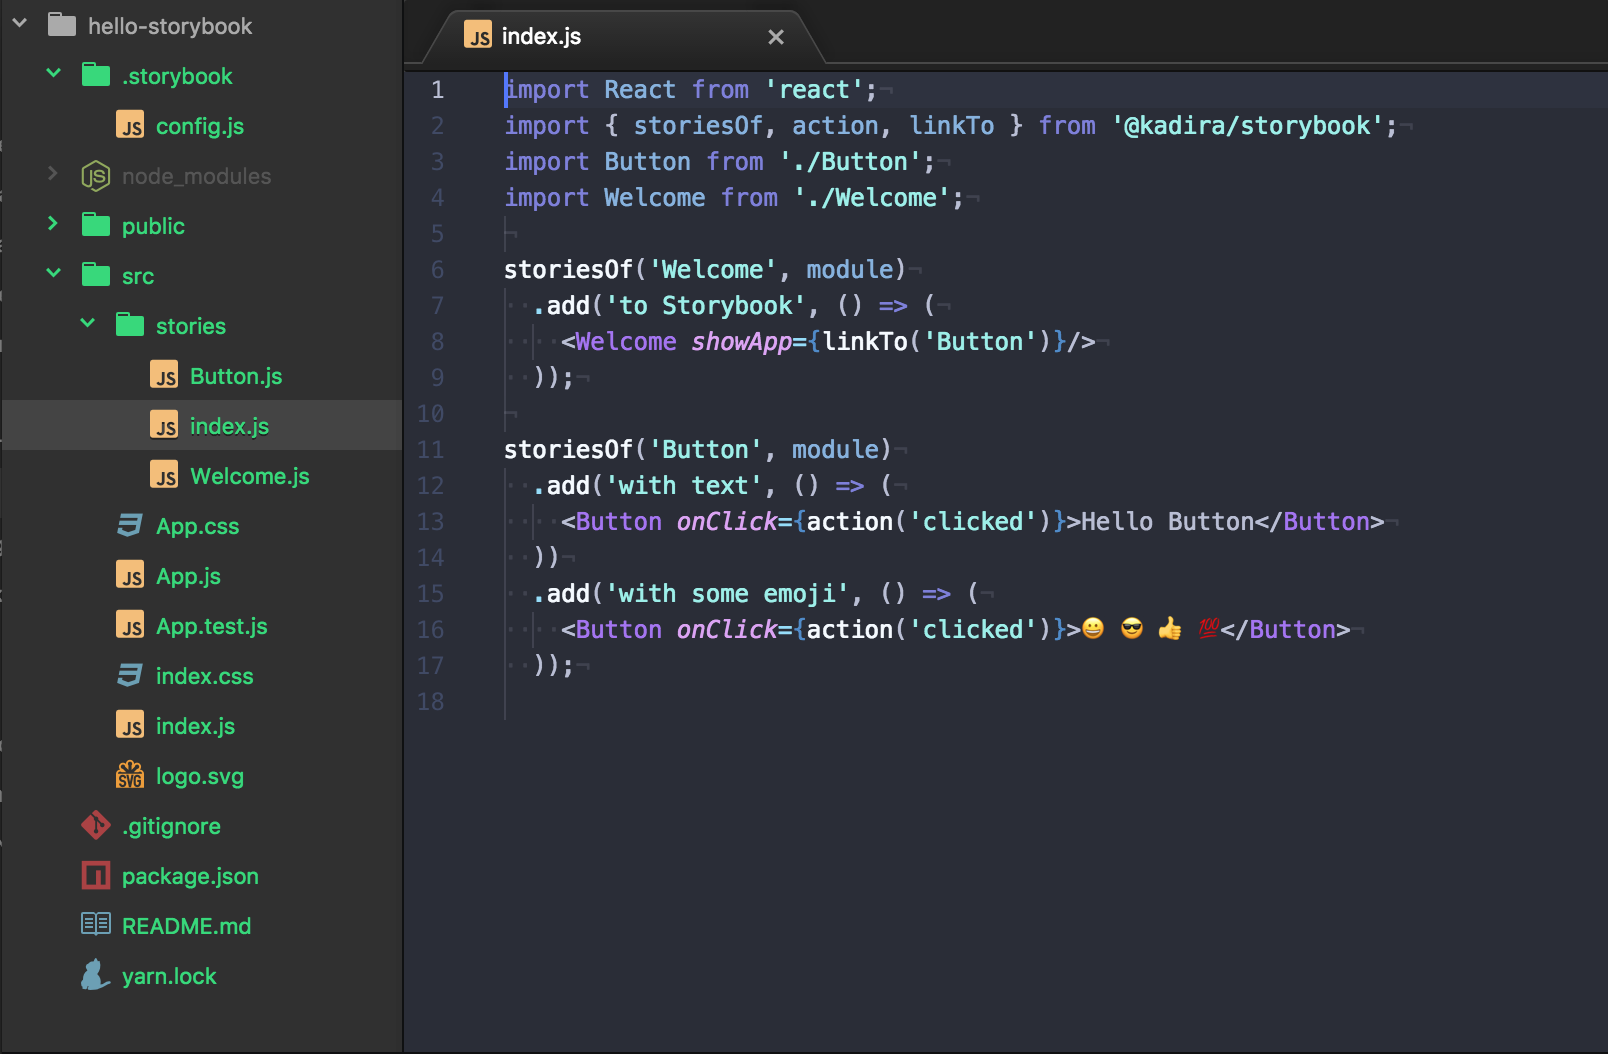 hello-storybook
.storybook
config.js
node_modules
public
src
stories
Button.js
index.js
Welcome.js
App.css
App.js
App.test.js
index.css
index.js
logo.svg
.gitignore
package.json
README.md
yarn.lock
index.js
1 import React from 'react';
2 import { storiesOf, action, linkTo } from '@kadira/storybook';
3 import Button from './Button';
4 import Welcome from './Welcome';
5
6 storiesOf('Welcome', module)
7 .add('to Storybook', () => (
8 <Welcome showApp={linkTo('Button')}/>
9 ));
10
11 storiesOf('Button', module)
12 .add('with text', () => (
13 <Button onClick={action('clicked')}>Hello Button</Button>
14 ))
15 .add('with some emoji', () => (
16 <Button onClick={action('clicked')}>😀 😎 👍 💯</Button>
17 ));
18